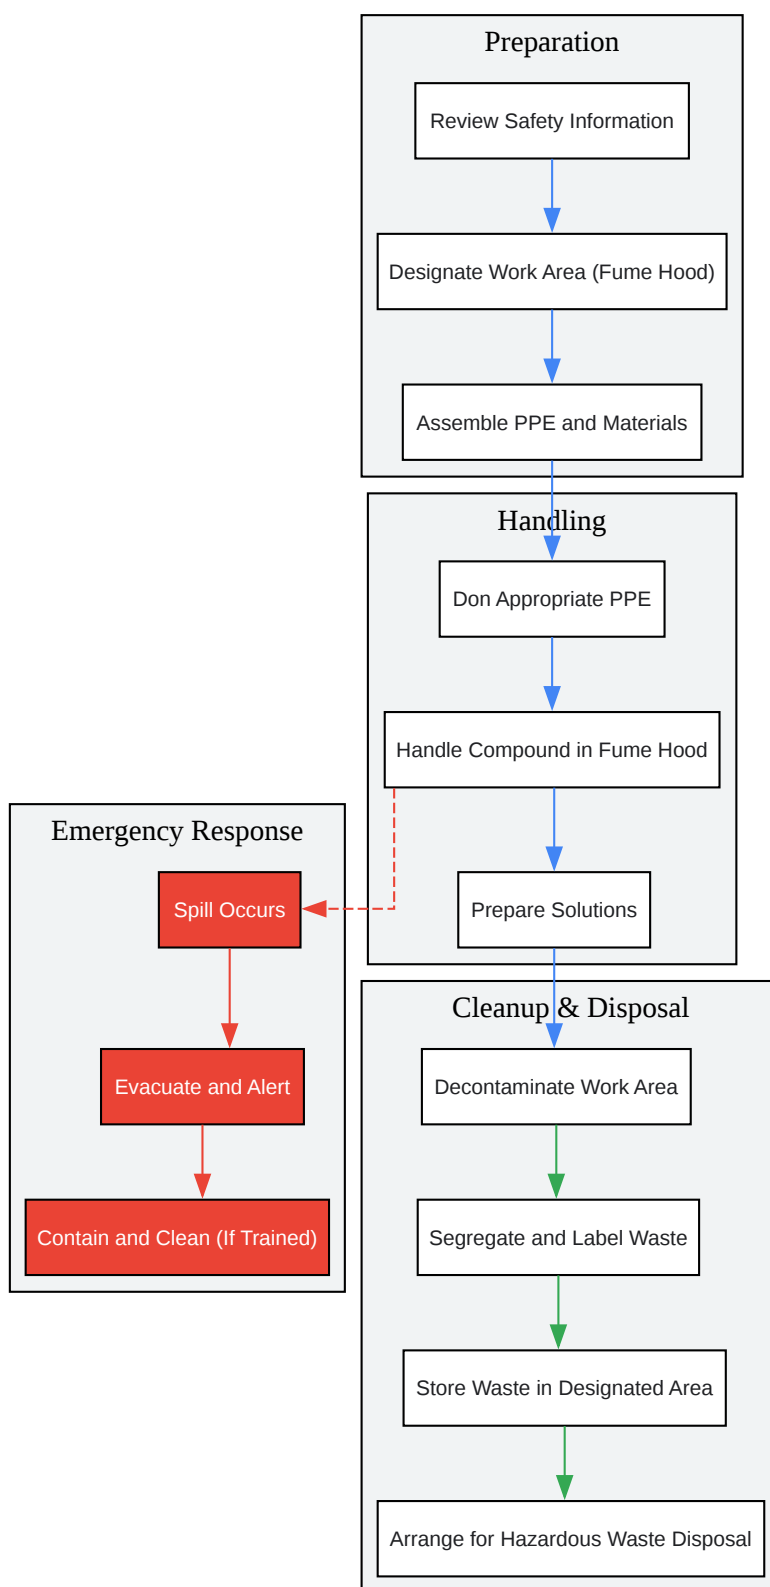 Preparation
Review Safety Information
Designate Work Area (Fume Hood)
Assemble PPE and Materials
Handling
Don Appropriate PPE
Handle Compound in Fume Hood
Prepare Solutions
Emergency Response
Spill Occurs
Evacuate and Alert
Contain and Clean (If Trained)
Cleanup & Disposal
Decontaminate Work Area
Segregate and Label Waste
Store Waste in Designated Area
Arrange for Hazardous Waste Disposal